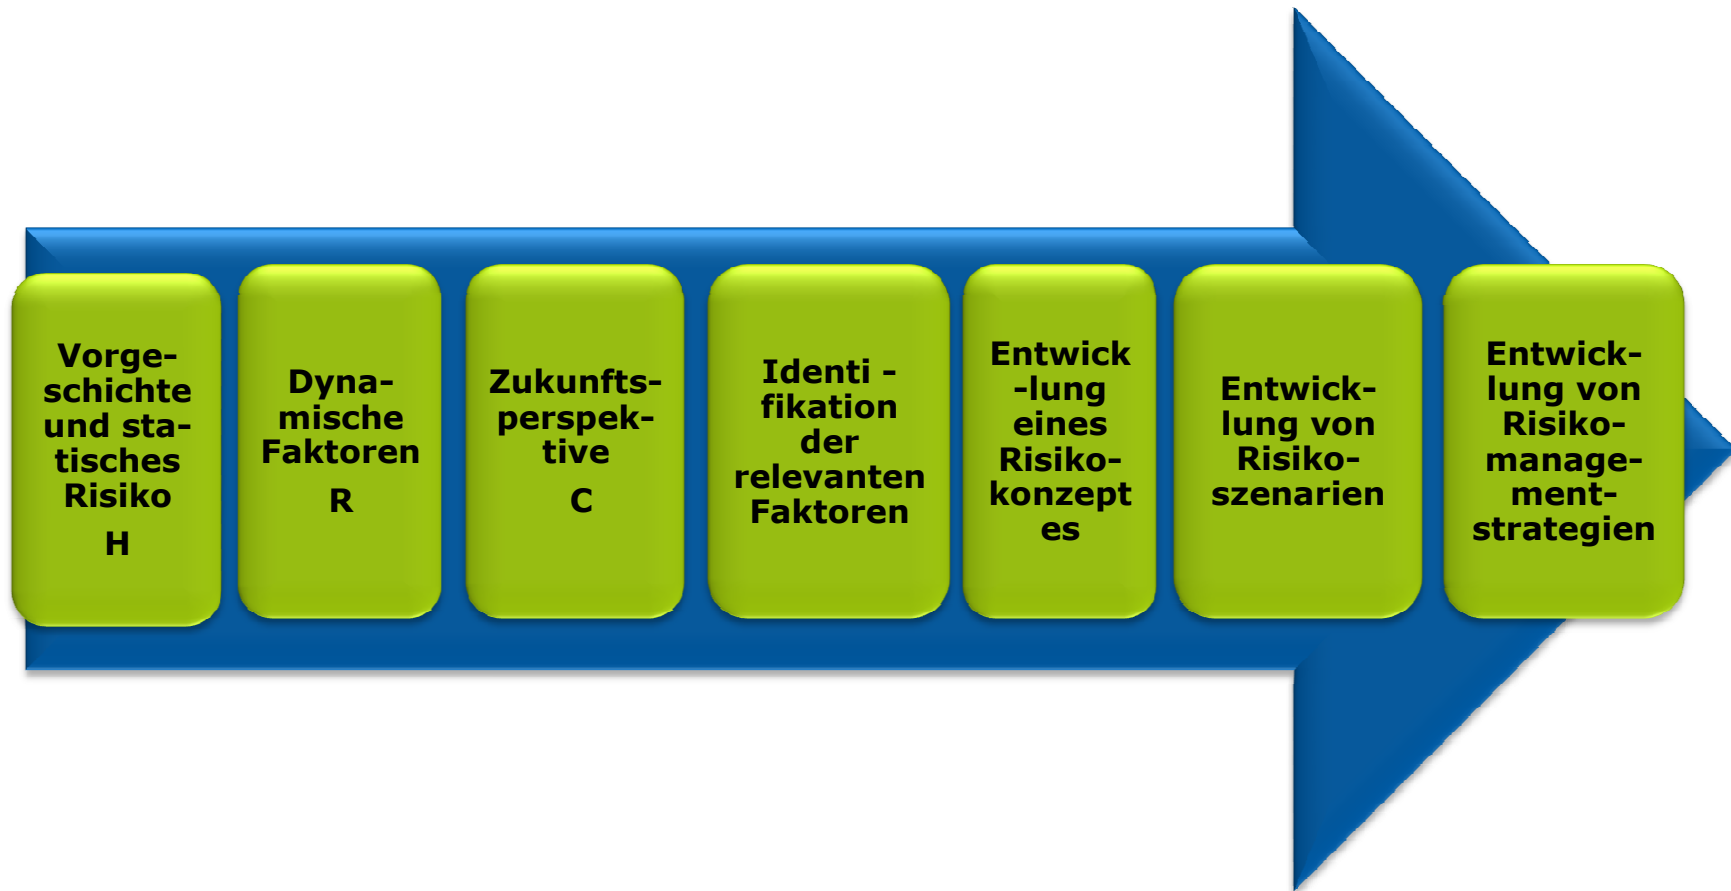 Vorge-
schichte
und sta-
tisches
Risiko
H
Dyna-
mische
Faktoren
R
Zukunfts-
perspek-
tive
C
Identi -
fikation
der
relevanten
Faktoren
Entwick
-lung
eines
Risiko-
konzept
es
Entwick-
lung von
Risiko-
szenarien
Entwick-
lung von
Risiko-
manage-
ment-
strategien